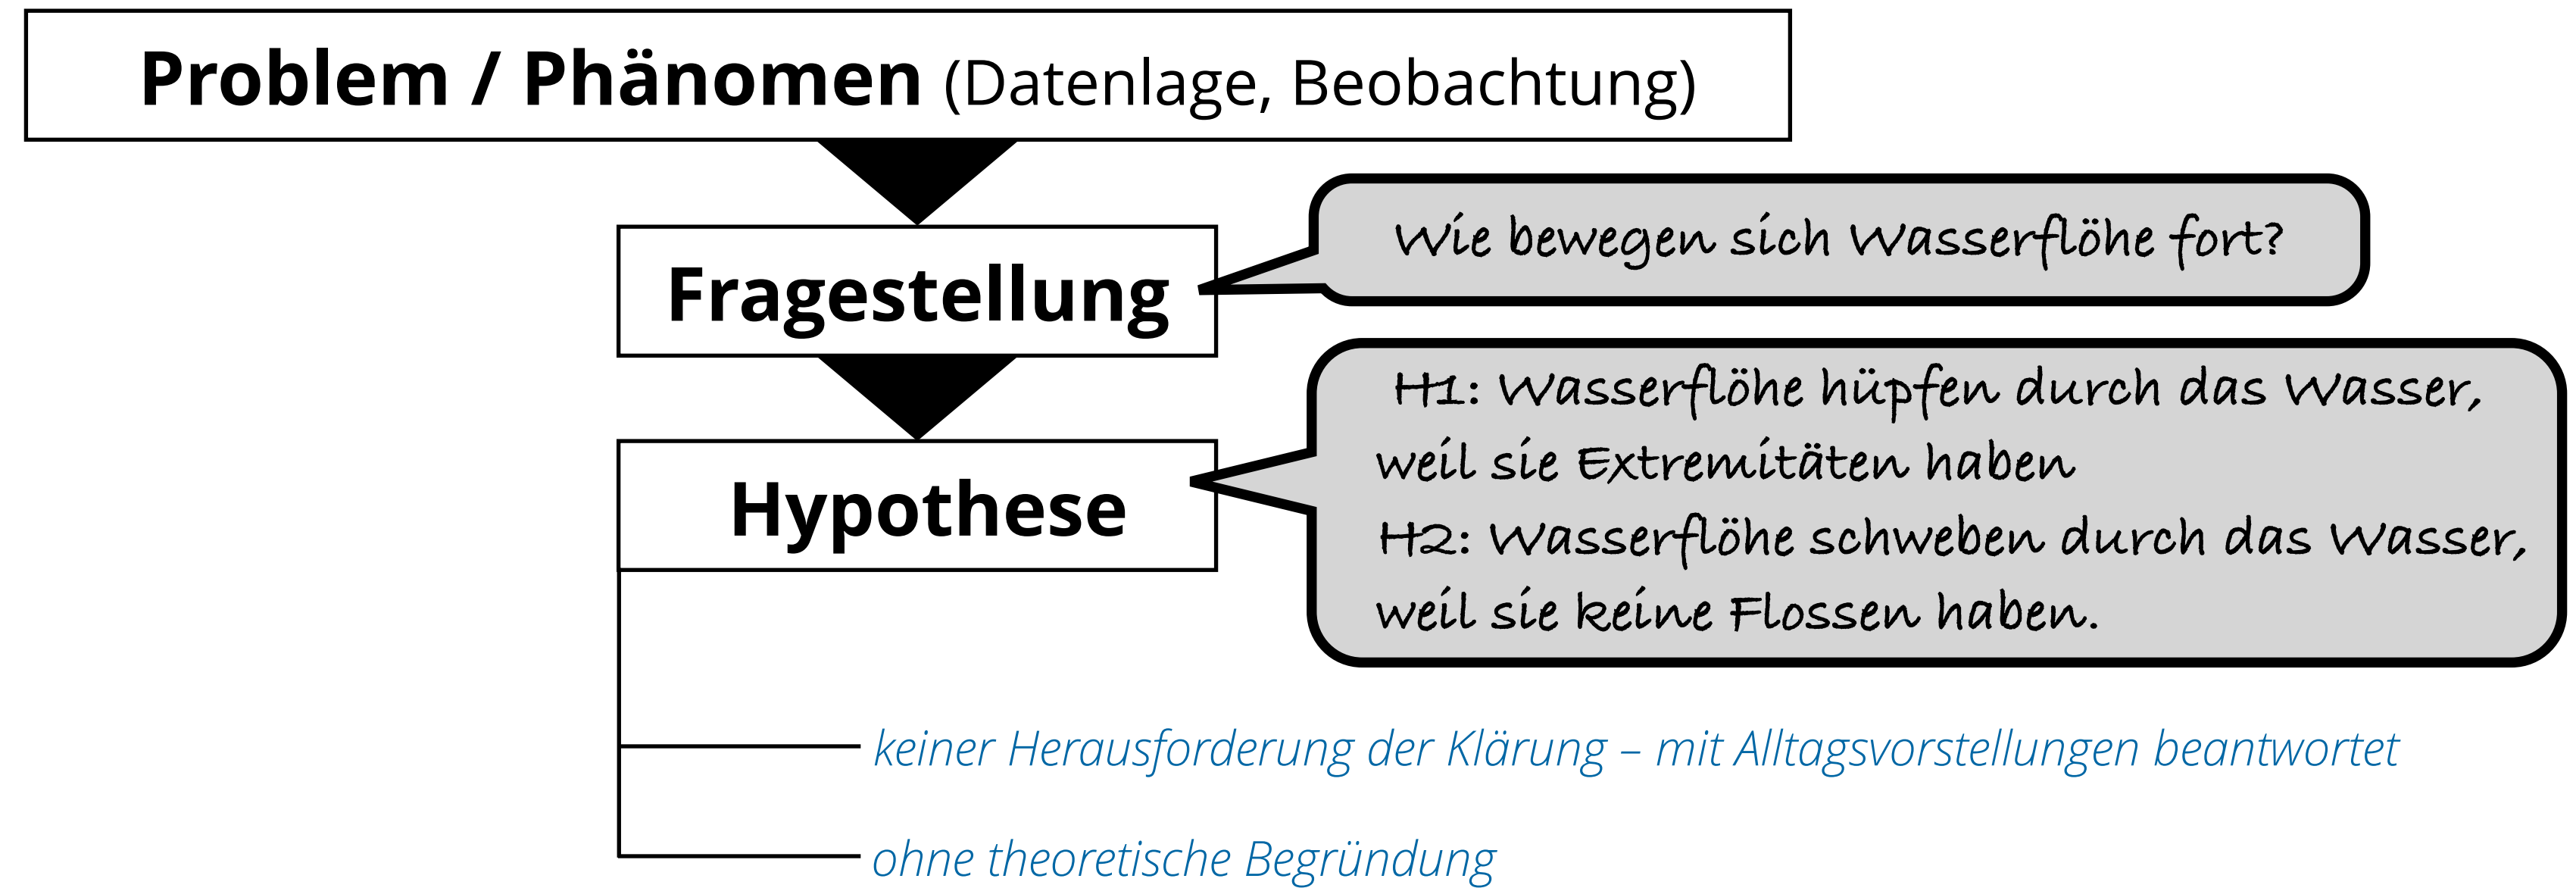 Problem / Phänomen (Datenlage, Beobachtung)
Fragestellung
Wie bewegen sich Wasserflöhe fort?
Hypothese
H1: Wasserflöhe hüpfen durch das Wasser,
weil sie Extremitäten haben
H2: Wasserflöhe schweben durch das Wasser,
weil sie keine Flossen haben.
keiner Herausforderung der Klärung – mit Alltagsvorstellungen beantwortet
ohne theoretische Begründung